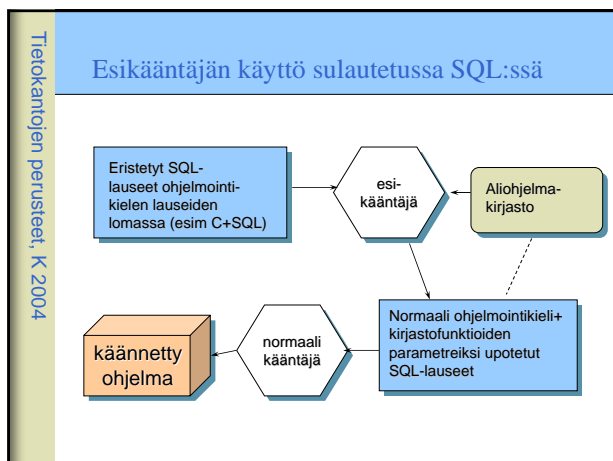 Tietokantojen perusteet, K 2004
Esikääntäjän käyttö sulautetussa SQL:ssä
Eristetyt SQL-
lauseet ohjelmointi-
kielen lauseiden
lomassa (esim C+SQL)
esi-
kääntäjä
Aliohjelma-
kirjasto
Normaali ohjelmointikieli+
kirjastofunktioiden
parametreiksi upotetut
SQL-lauseet
normaali
kääntäjä
käännetty
ohjelma